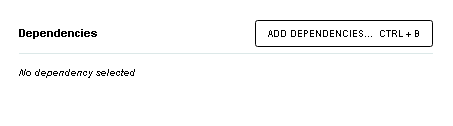 Dependencies
ADD DEPENDENCIES... CTRL + B
No dependency selected